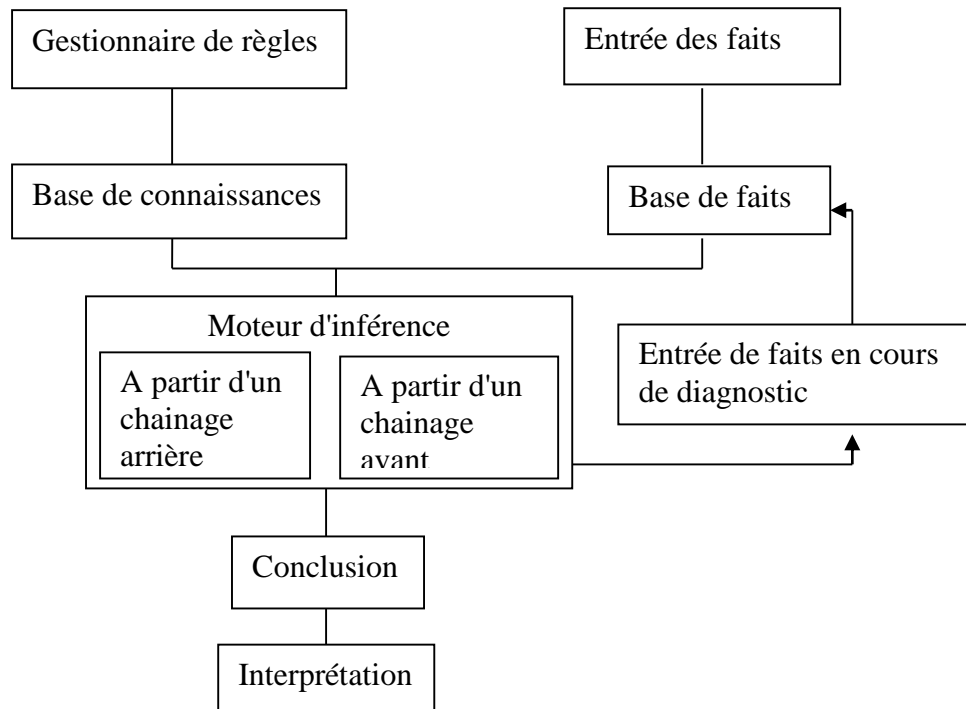 Gestionnaire de règles
Entrée des faits
Base de connaissances
Base de faits
Moteur d'inférence
A partir d'un
chainage
arrière
A partir d'un
chainage
avant
Entrée de faits en cours
de diagnostic
Conclusion
Interprétation